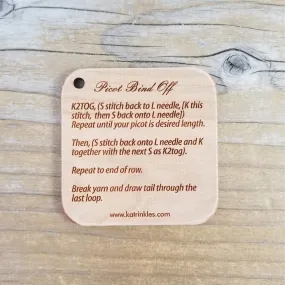 Picot Bind Off
K2TOG, (S stitch back to L needle, [K this
stitch, then S back onto L needle])
Repeat until your picot is desired length.
Then, (S stitch back onto L needle and K
together with the next S as K2tog).
Repeat to end of row.
Break yarn and draw tail through the
last loop.
www.katrinkles.com